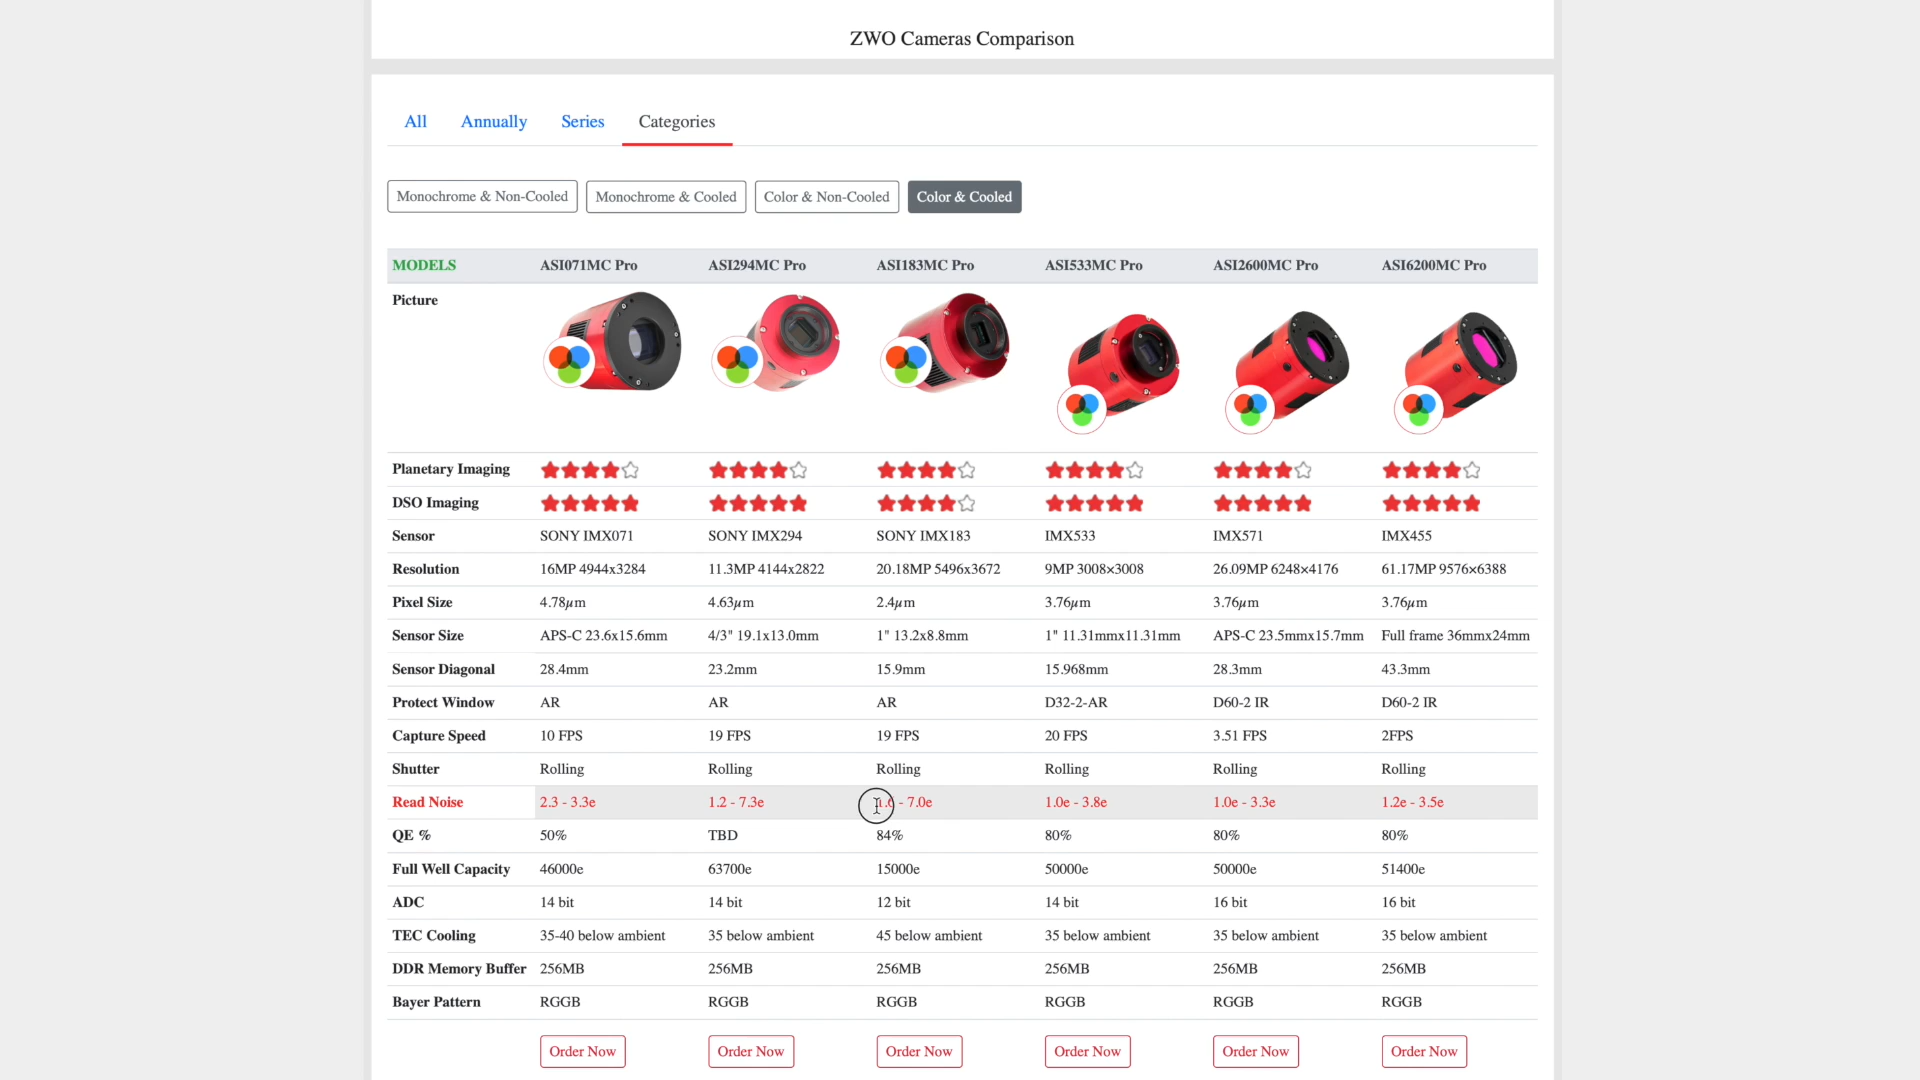 ZWO Cameras Comparison
All Annually Series Categories
Monochrome & Non-Cooled Monochrome & Cooled Color & Non-Cooled Color & Cooled
MODELS ASI071MC Pro ASI294MC Pro ASI183MC Pro ASI533MC Pro ASI2600MC Pro ASI6200MC Pro
Picture
Planetary Imaging
DSO Imaging
Sensor SONY IMX071 SONY IMX294 SONY IMX183 IMX533 IMX571 IMX455
Resolution 16MP 4944x3284 11.3MP 4144x2822 20.18MP 5496x3672 9MP 3008×3008 26.09MP 6248×4176 61.17MP 9576×6388
Pixel Size 4.78μm 4.63μm 2.4μm 3.76μm 3.76μm 3.76μm
Sensor Size APS-C 23.6x15.6mm 4/3" 19.1x13.0mm 1" 13.2x8.8mm 1" 11.31mmx11.31mm APS-C 23.5mmx15.7mm Full frame 36mmx24mm
Sensor Diagonal 28.4mm 23.2mm 15.9mm 15.968mm 28.3mm 43.3mm
Protect Window AR AR AR D32-2-AR D60-2 IR D60-2 IR
Capture Speed 10 FPS 19 FPS 19 FPS 20 FPS 3.51 FPS 2FPS
Shutter Rolling Rolling Rolling Rolling Rolling Rolling
Read Noise 2.3 - 3.3e 1.2 - 7.3e 1.6 - 7.0e 1.0e - 3.8e 1.0e - 3.3e 1.2e - 3.5e
QE % 50% TBD 84% 80% 80% 80%
Full Well Capacity 46000e 63700e 15000e 50000e 50000e 51400e
ADC 14 bit 14 bit 12 bit 14 bit 16 bit 16 bit
TEC Cooling 35-40 below ambient 35 below ambient 45 below ambient 35 below ambient 35 below ambient 35 below ambient
DDR Memory Buffer 256MB 256MB 256MB 256MB 256MB 256MB
Bayer Pattern RGGB RGGB RGGB RGGB RGGB RGGB
Order Now Order Now Order Now Order Now Order Now Order Now